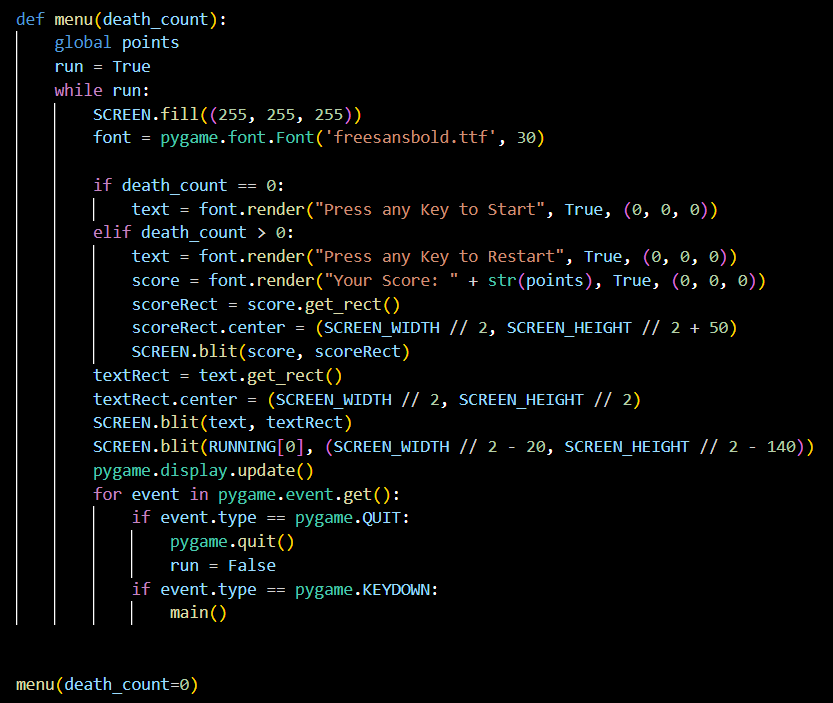 def menu(death_count):
    global points
    run = True
    while run:
        SCREEN.fill((255, 255, 255))
        font = pygame.font.Font('freesansbold.ttf', 30)

        if death_count == 0:
            text = font.render("Press any Key to Start", True, (0, 0, 0))
        elif death_count > 0:
            text = font.render("Press any Key to Restart", True, (0, 0, 0))
            score = font.render("Your Score: " + str(points), True, (0, 0, 0))
            scoreRect = score.get_rect()
            scoreRect.center = (SCREEN_WIDTH // 2, SCREEN_HEIGHT // 2 + 50)
            SCREEN.blit(score, scoreRect)
        textRect = text.get_rect()
        textRect.center = (SCREEN_WIDTH // 2, SCREEN_HEIGHT // 2)
        SCREEN.blit(text, textRect)
        SCREEN.blit(RUNNING[0], (SCREEN_WIDTH // 2 - 20, SCREEN_HEIGHT // 2 - 140))
        pygame.display.update()
        for event in pygame.event.get():
            if event.type == pygame.QUIT:
                pygame.quit()
                run = False
            if event.type == pygame.KEYDOWN:
                main()


menu(death_count=0)